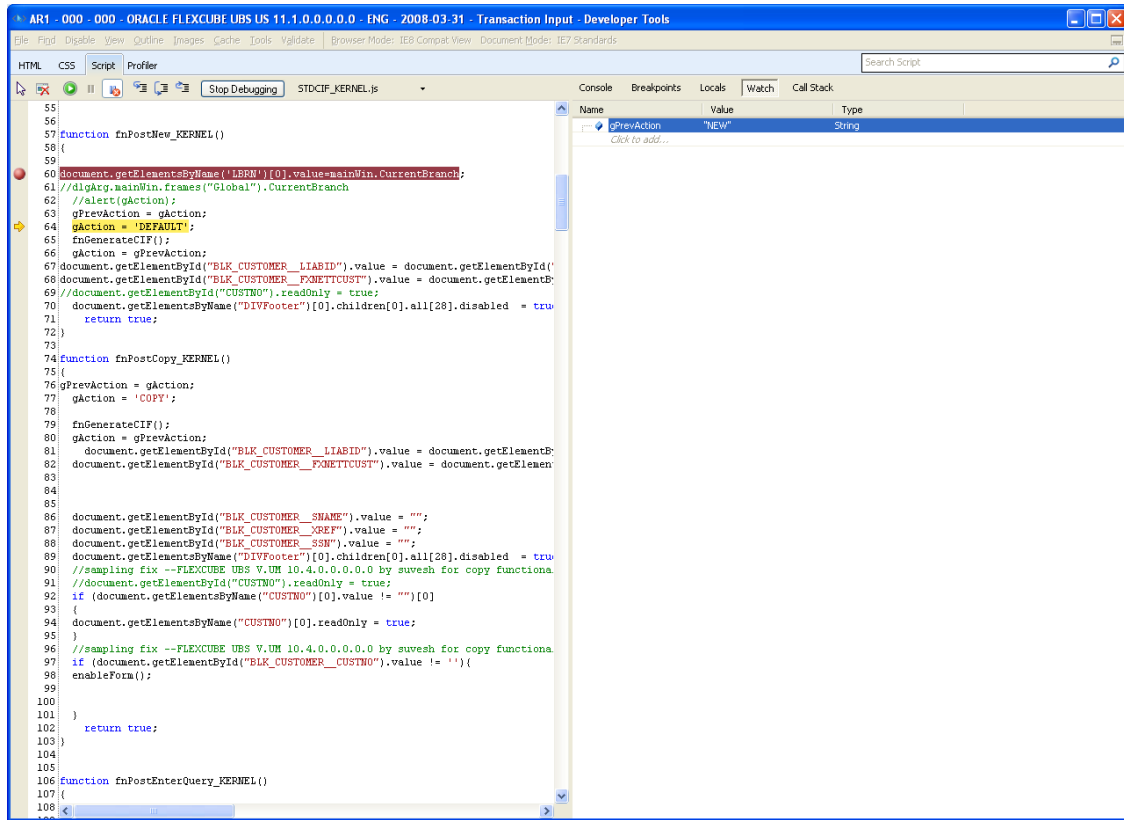 AR1 - 000 - 000 - ORACLE FLEXCUBE UBS US 11.1.0.0.0.0.0 - ENG - 2008-03-31 - Transaction Input - Developer Tools
File Find Disable View Outline Images Cache Tools Validate Browser Mode: IE8 Compat View Document Mode: IE7 Standards
HTML CSS Script Profiler Search Script
Stop Debugging STDCIF_KERNEL.js Console Breakpoints Locals Watch Call Stack
Name Value Type
gPrevAction "NEW" String
Click to add...
55
56
57 function fnPostNew_KERNEL()
58 {
59
60 document.getElementsByName('LBRN')[0].value=mainWin.CurrentBranch;
61 //dlgArg.mainWin.frames("Global").CurrentBranch
62 //alert(gAction);
63 gPrevAction = gAction;
64 gAction = 'DEFAULT';
65 fnGenerateCIF();
66 gAction = gPrevAction;
67 document.getElementById("BLK_CUSTOMER__LIABID").value = document.getElementById("
68 document.getElementById("BLK_CUSTOMER__FXNETTCUST").value = document.getElementB
69 //document.getElementById("CUSTNO").readOnly = true;
70 document.getElementsByName("DIVFooter")[0].children[0].all[28].disabled = tru
71 return true;
72 }
73
74 function fnPostCopy_KERNEL()
75 {
76 gPrevAction = gAction;
77 gAction = 'COPY';
78
79 fnGenerateCIF();
80 gAction = gPrevAction;
81 document.getElementById("BLK_CUSTOMER__LIABID").value = document.getElementB
82 document.getElementById("BLK_CUSTOMER__FXNETTCUST").value = document.getElemen
83
84
85
86 document.getElementById("BLK_CUSTOMER__SNAME").value = "";
87 document.getElementById("BLK_CUSTOMER__XREF").value = "";
88 document.getElementById("BLK_CUSTOMER__SSN").value = "";
89 document.getElementsByName("DIVFooter")[0].children[0].all[28].disabled = tru
90 //sampling fix --FLEXCUBE UBS V.UM 10.4.0.0.0.0.0 by suvesh for copy functiona
91 //document.getElementById("CUSTNO").readOnly = true;
92 if (document.getElementsByName("CUSTNO")[0].value != "")[0]
93 {
94 document.getElementsByName("CUSTNO")[0].readOnly = true;
95 }
96 //sampling fix --FLEXCUBE UBS V.UM 10.4.0.0.0.0.0 by suvesh for copy functiona
97 if (document.getElementById("BLK_CUSTOMER__CUSTNO").value != ''){
98 enableForm();
99
100
101 }
102 return true;
103 }
104
105
106 function fnPostEnterQuery_KERNEL()
107 {
108